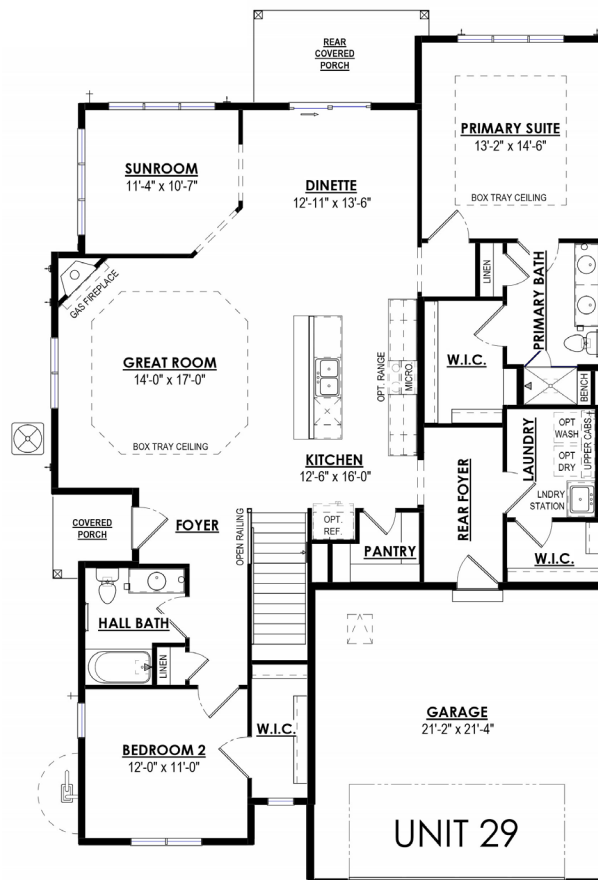 REAR
COVERED
PORCH
PRIMARY SUITE
13'-2" x 14'-6"
BOX TRAY CEILING
SUNROOM
11'-4" x 10'-7"
DINETTE
12'-11" x 13'-6"
LINEN
PRIMARY BATH
GAS FIREPLACE
GREAT ROOM
14'-0" x 17'-0"
BOX TRAY CEILING
OPT. RANGE
MICRO.
W.I.C.
BENCH
KITCHEN
12'-6" x 16'-0"
REAR FOYER
LAUNDRY
OPT
WASH
OPT
DRY
UPPER CABS
LNDRY
STATION
W.I.C.
COVERED
PORCH
FOYER
OPEN RAILING
OPT.
REF.
PANTRY
HALL BATH
LINEN
BEDROOM 2
12'-0" x 11'-0"
W.I.C.
GARAGE
21'-2" x 21'-4"
UNIT 29